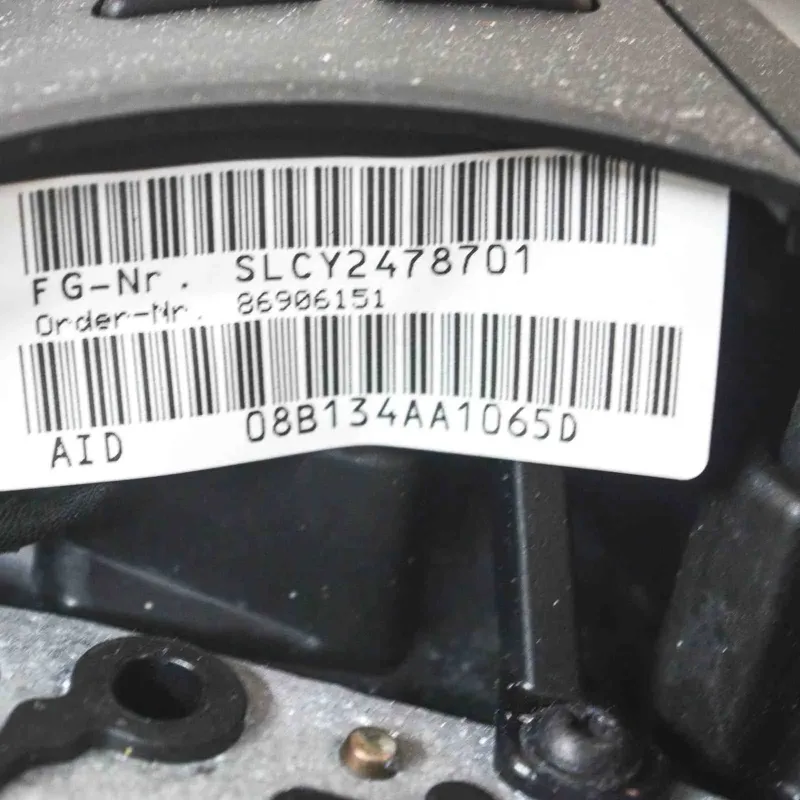 FG-Nr. SLCY2478701
Order-Nr. 86906151
AID 08B134AA1065D